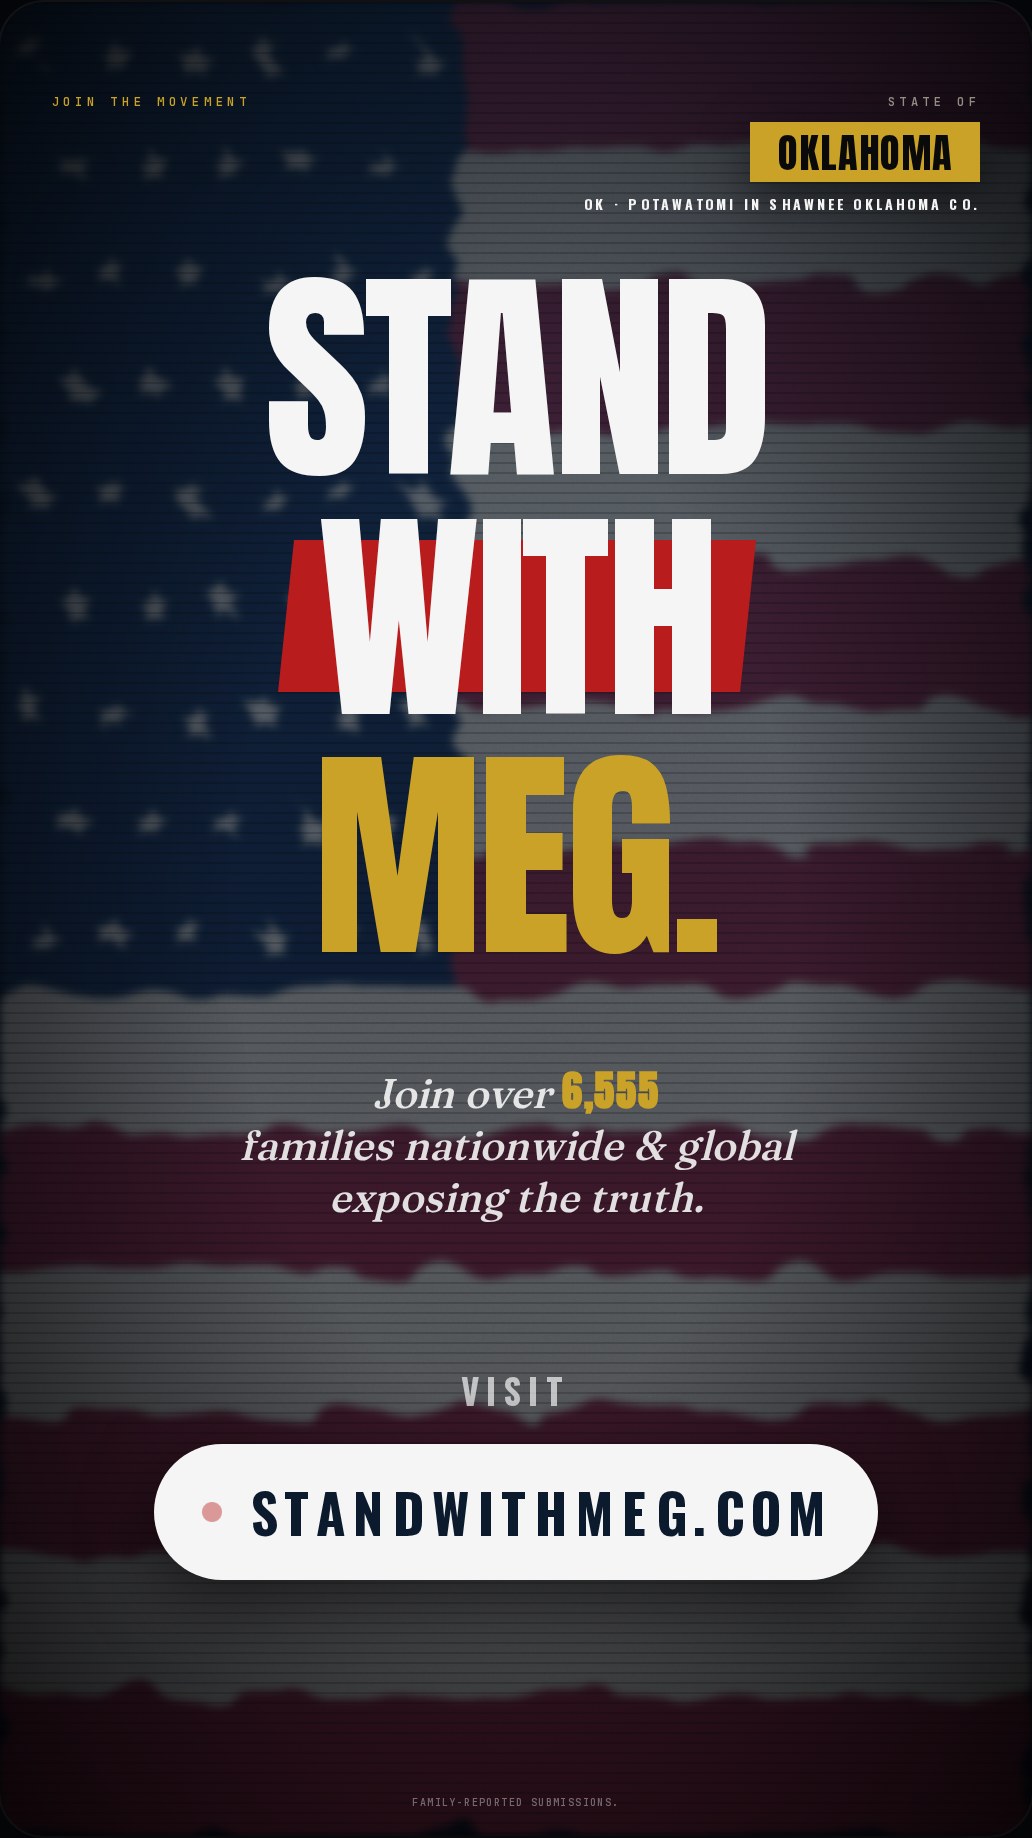 JOIN THE MOVEMENT
STATE OF
OKLAHOMA
OK · POTAWATOMI IN SHAWNEE OKLAHOMA CO.
STAND
WITH
MEG.
Join over 6,555
families nationwide & global
exposing the truth.
VISIT
STANDWITHMEG.COM
FAMILY-REPORTED SUBMISSIONS.